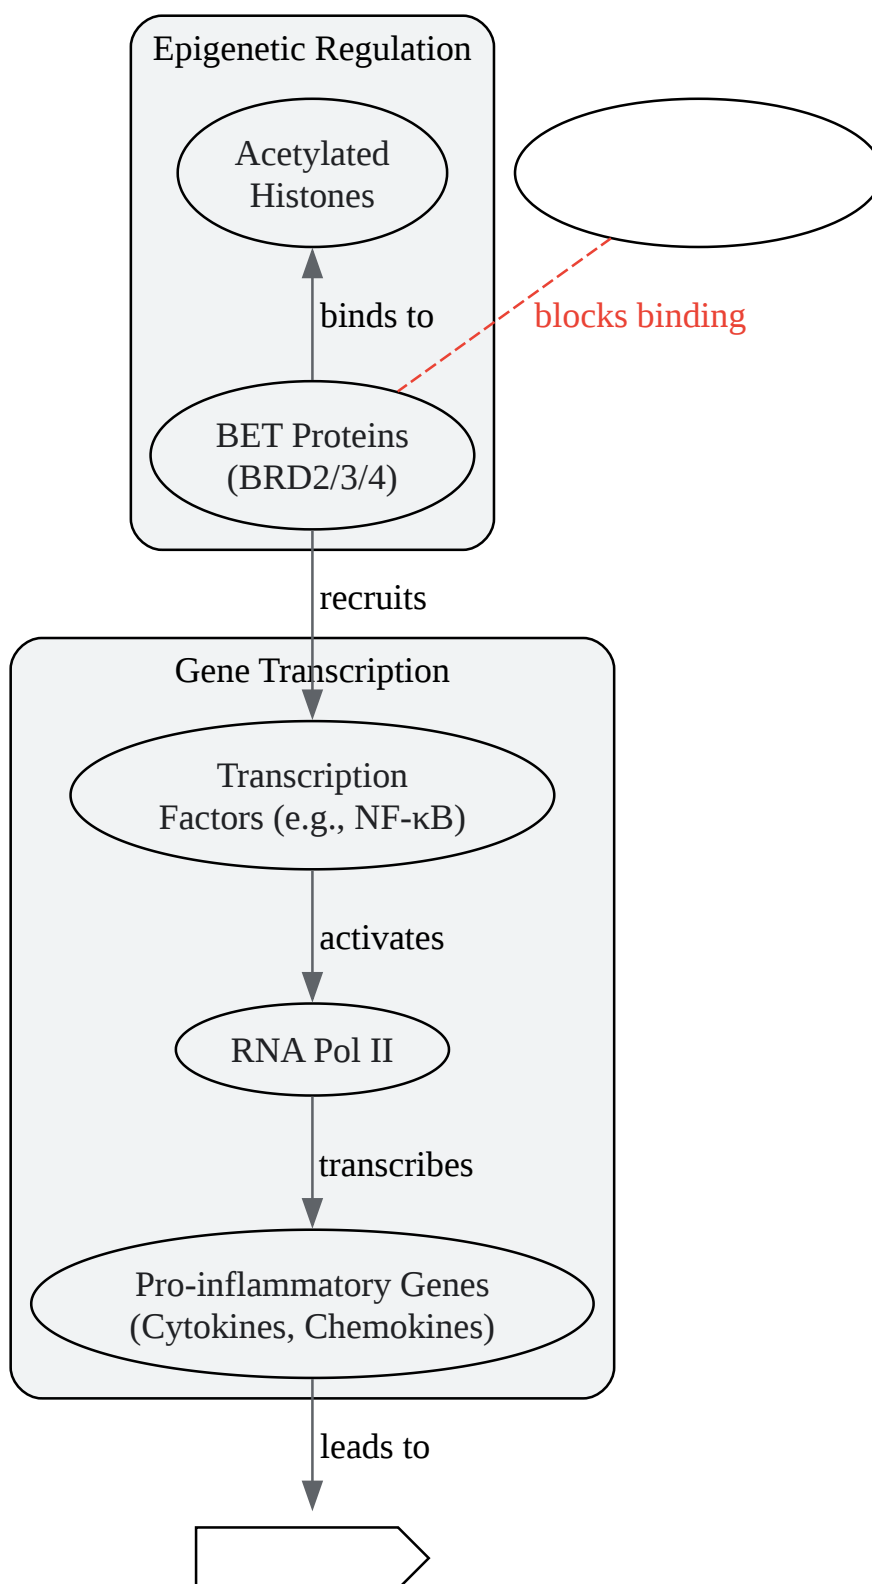 Epigenetic Regulation
Acetylated
Histones
binds to
blocks binding
BET Proteins
(BRD2/3/4)
recruits
Gene Transcription
Transcription
Factors (e.g., NF-κB)
activates
RNA Pol II
transcribes
Pro-inflammatory Genes
(Cytokines, Chemokines)
leads to